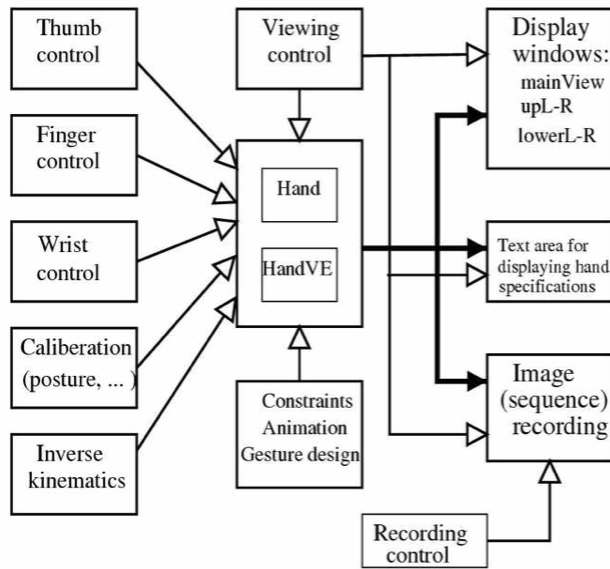 Thumb
control
Finger
control
Wrist
control
Caliberation
(posture, ... )
Inverse
kinematics
Viewing
control
Hand
HandVE
Constraints
Animation
Gesture design
Display
windows:
mainView
upL-R
lowerL-R
Text area for
displaying hand
specifications
Image
(sequence)
recording
Recording
control